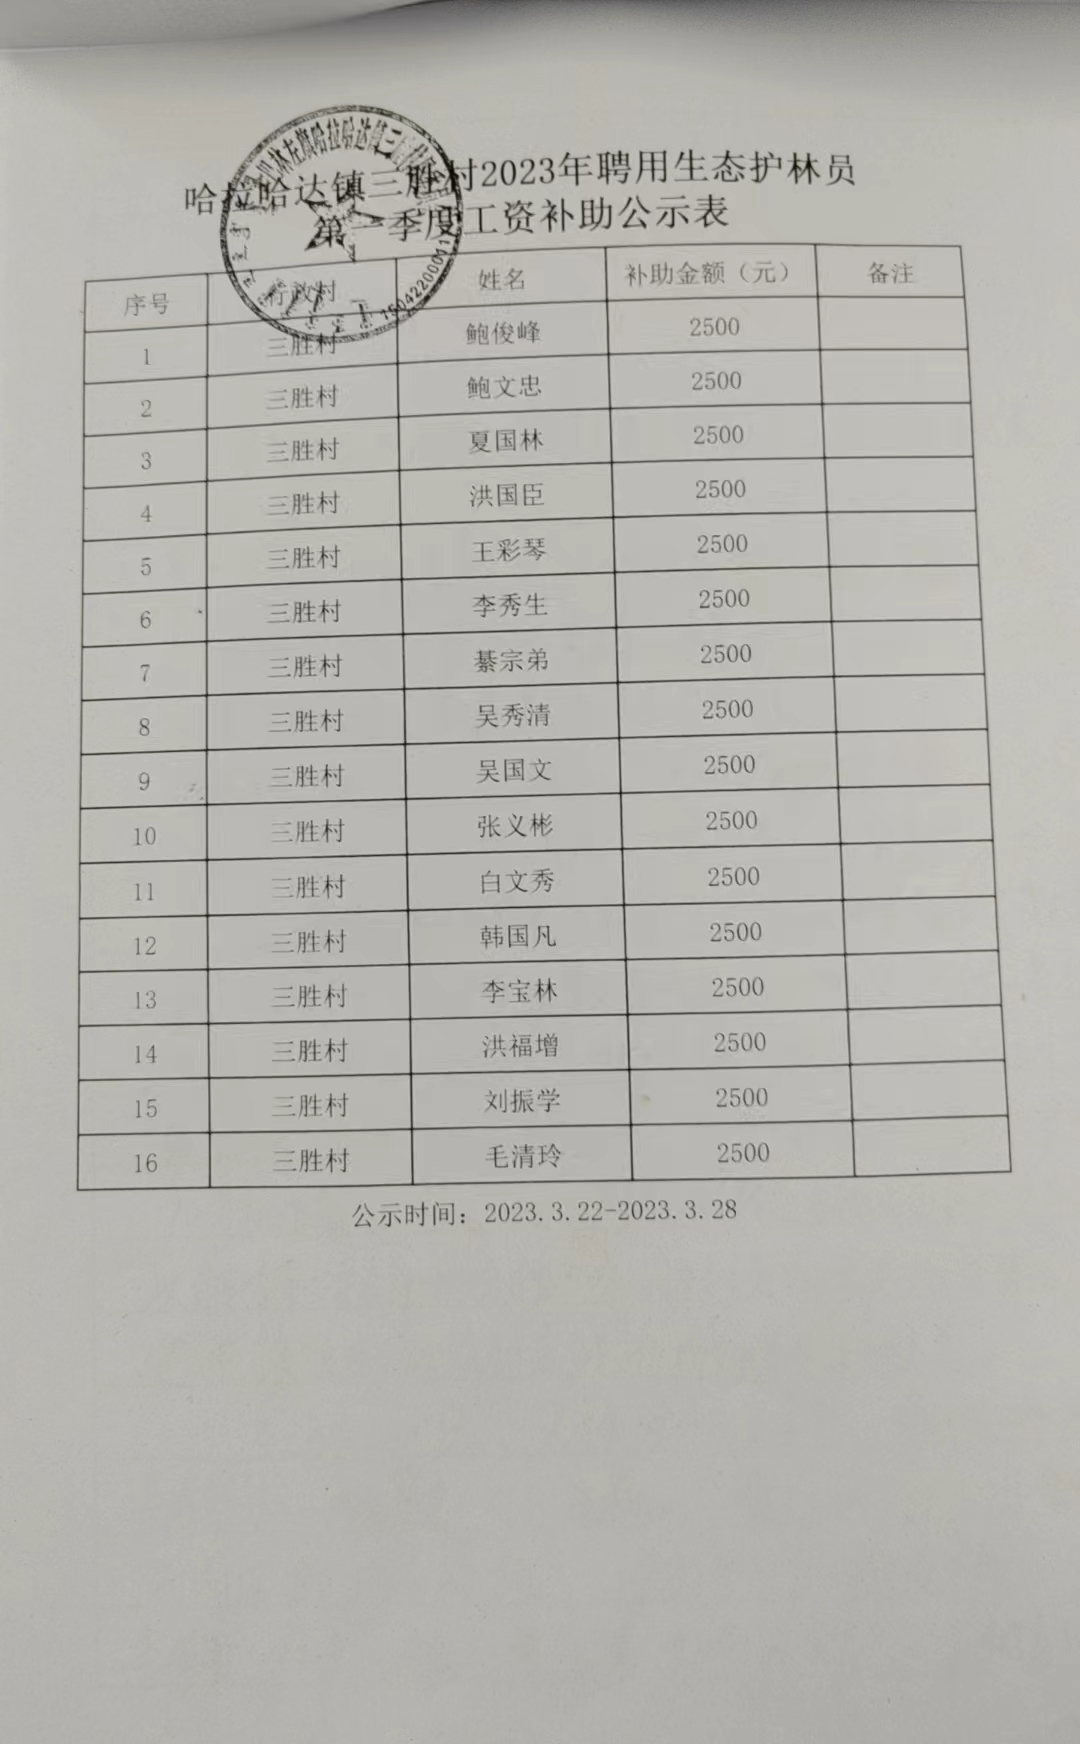 哈拉哈达镇三胜村2023年聘用生态护林员
第一季度工资补助公示表
序号 行政村 姓名 补助金额（元） 备注
1 三胜村 鲍俊峰 2500
2 三胜村 鲍文忠 2500
3 三胜村 夏国林 2500
4 三胜村 洪国臣 2500
5 三胜村 王彩琴 2500
6 三胜村 李秀生 2500
7 三胜村 綦宗弟 2500
8 三胜村 吴秀清 2500
9 三胜村 吴国文 2500
10 三胜村 张义彬 2500
11 三胜村 白文秀 2500
12 三胜村 韩国凡 2500
13 三胜村 李宝林 2500
14 三胜村 洪福增 2500
15 三胜村 刘振学 2500
16 三胜村 毛清玲 2500
公示时间：2023.3.22-2023.3.28
林左旗哈拉哈达镇三